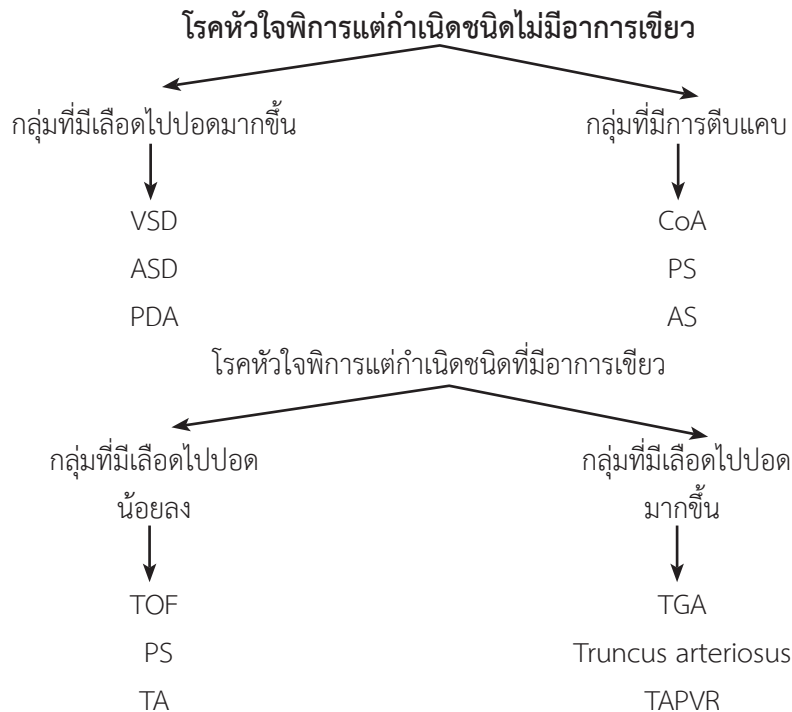 โรคหัวใจพิการแต่กำเนิดชนิดไม่มีอาการเขียว
กลุ่มที่มีเลือดไปปอดมากขึ้น
กลุ่มที่มีการตีบแคบ
VSD
CoA
ASD
PS
PDA
AS
โรคหัวใจพิการแต่กำเนิดชนิดที่มีอาการเขียว
กลุ่มที่มีเลือดไปปอด
กลุ่มที่มีเลือดไปปอด
น้อยลง
มากขึ้น
TOF
TGA
PS
Truncus arteriosus
TA
TAPVR